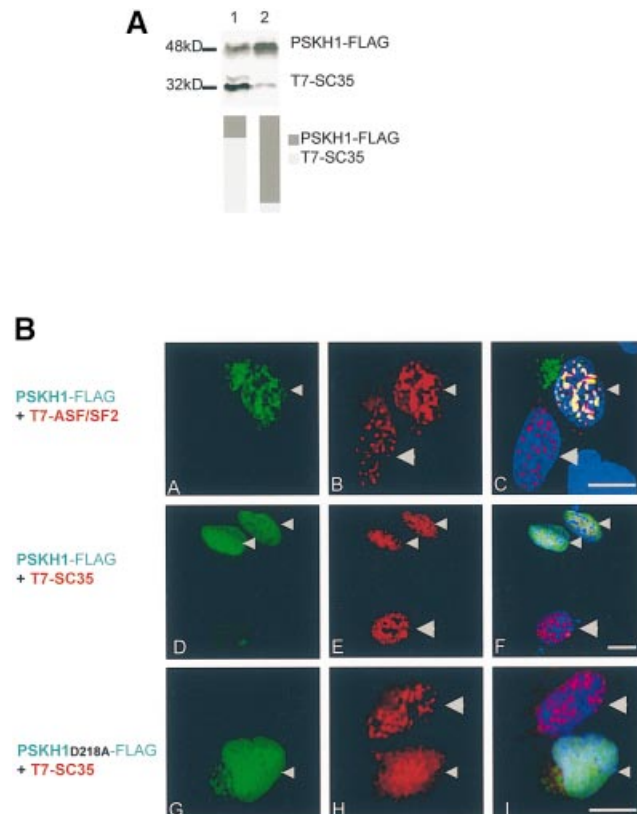 A
1 2
48kD PSKH1-FLAG
32kD T7-SC35
PSKH1-FLAG
T7-SC35
B
PSKH1-FLAG
+ T7-ASF/SF2
A B C
PSKH1-FLAG
+ T7-SC35
D E F
PSKH1D218A-FLAG
+ T7-SC35
G H I